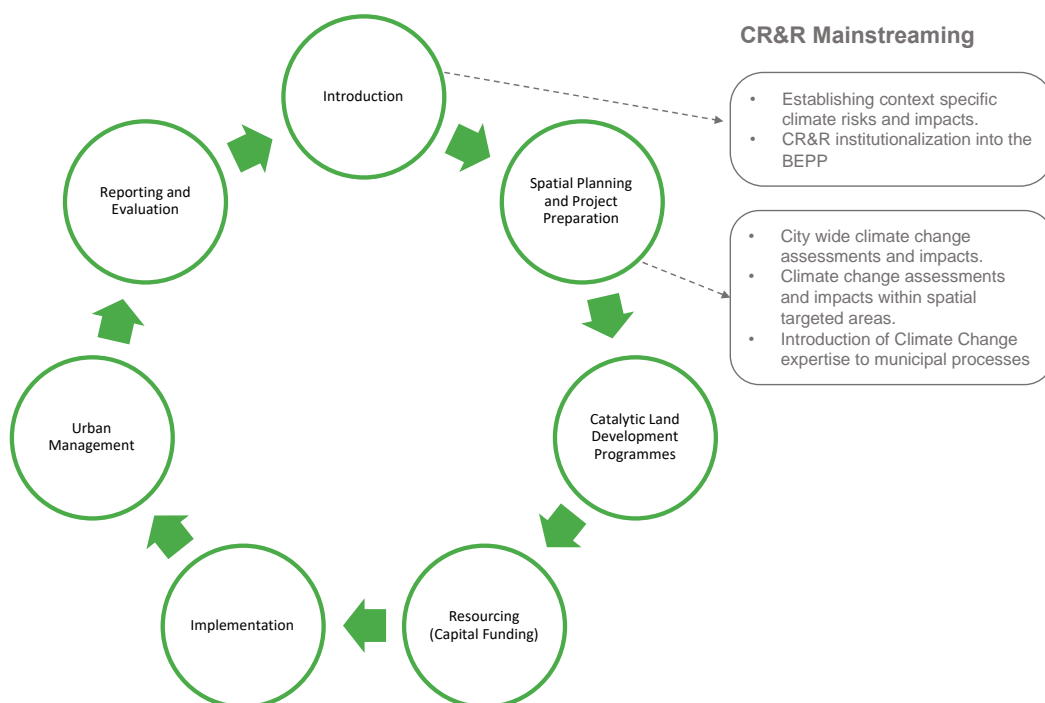 CR&R Mainstreaming
Introduction
• Establishing context specific
climate risks and impacts.
• CR&R institutionalization into the
BEPP
Spatial Planning
and Project
Preparation
• City wide climate change
assessments and impacts.
• Climate change assessments
and impacts within spatial
targeted areas.
• Introduction of Climate Change
expertise to municipal processes
Catalytic Land
Development
Programmes
Resourcing
(Capital Funding)
Implementation
Urban
Management
Reporting and
Evaluation